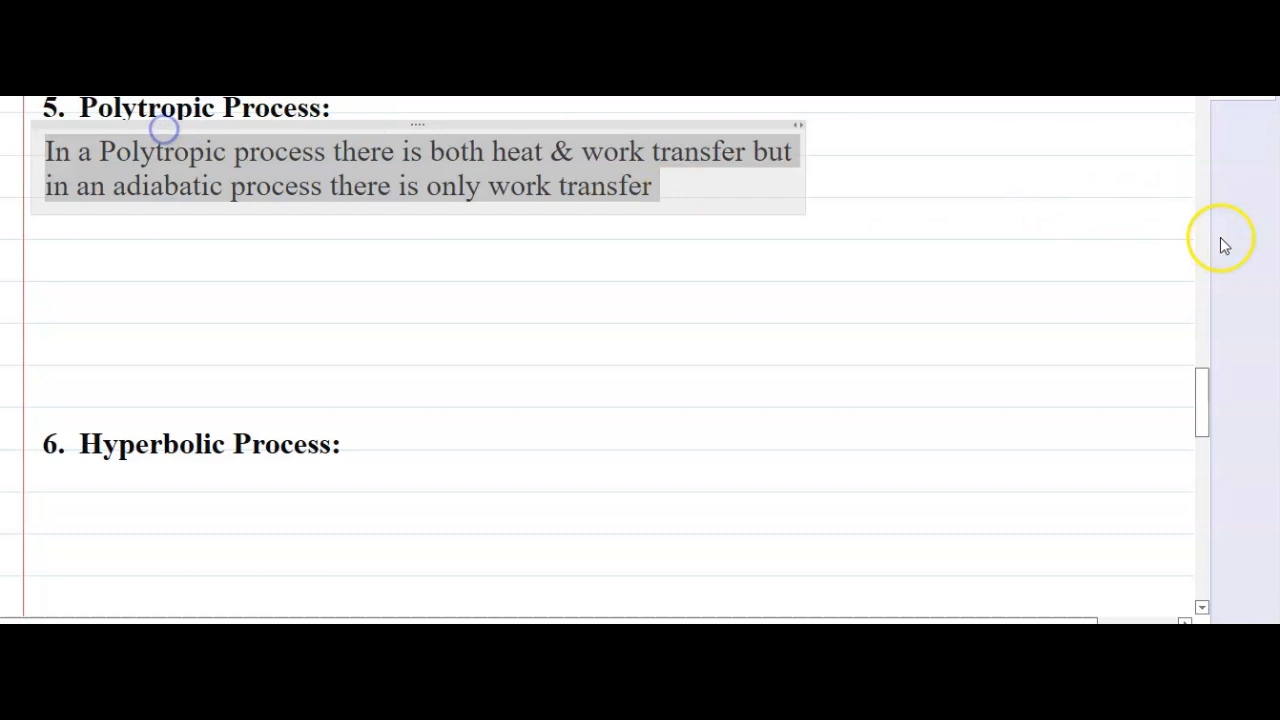 5. Polytropic Process:
In a Polytropic process there is both heat & work transfer but
in an adiabatic process there is only work transfer
6. Hyperbolic Process: